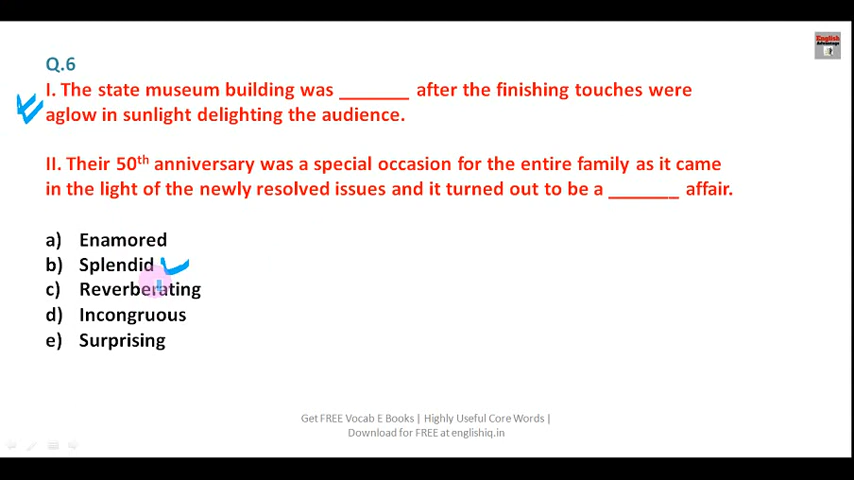 English
Advantage
Q.6
I. The state museum building was _______ after the finishing touches were
aglow in sunlight delighting the audience.
II. Their 50th anniversary was a special occasion for the entire family as it came
in the light of the newly resolved issues and it turned out to be a _______ affair.
a) Enamored
b) Splendid
c) Reverberating
d) Incongruous
e) Surprising
Get FREE Vocab E Books | Highly Useful Core Words |
Download for FREE at englishiq.in